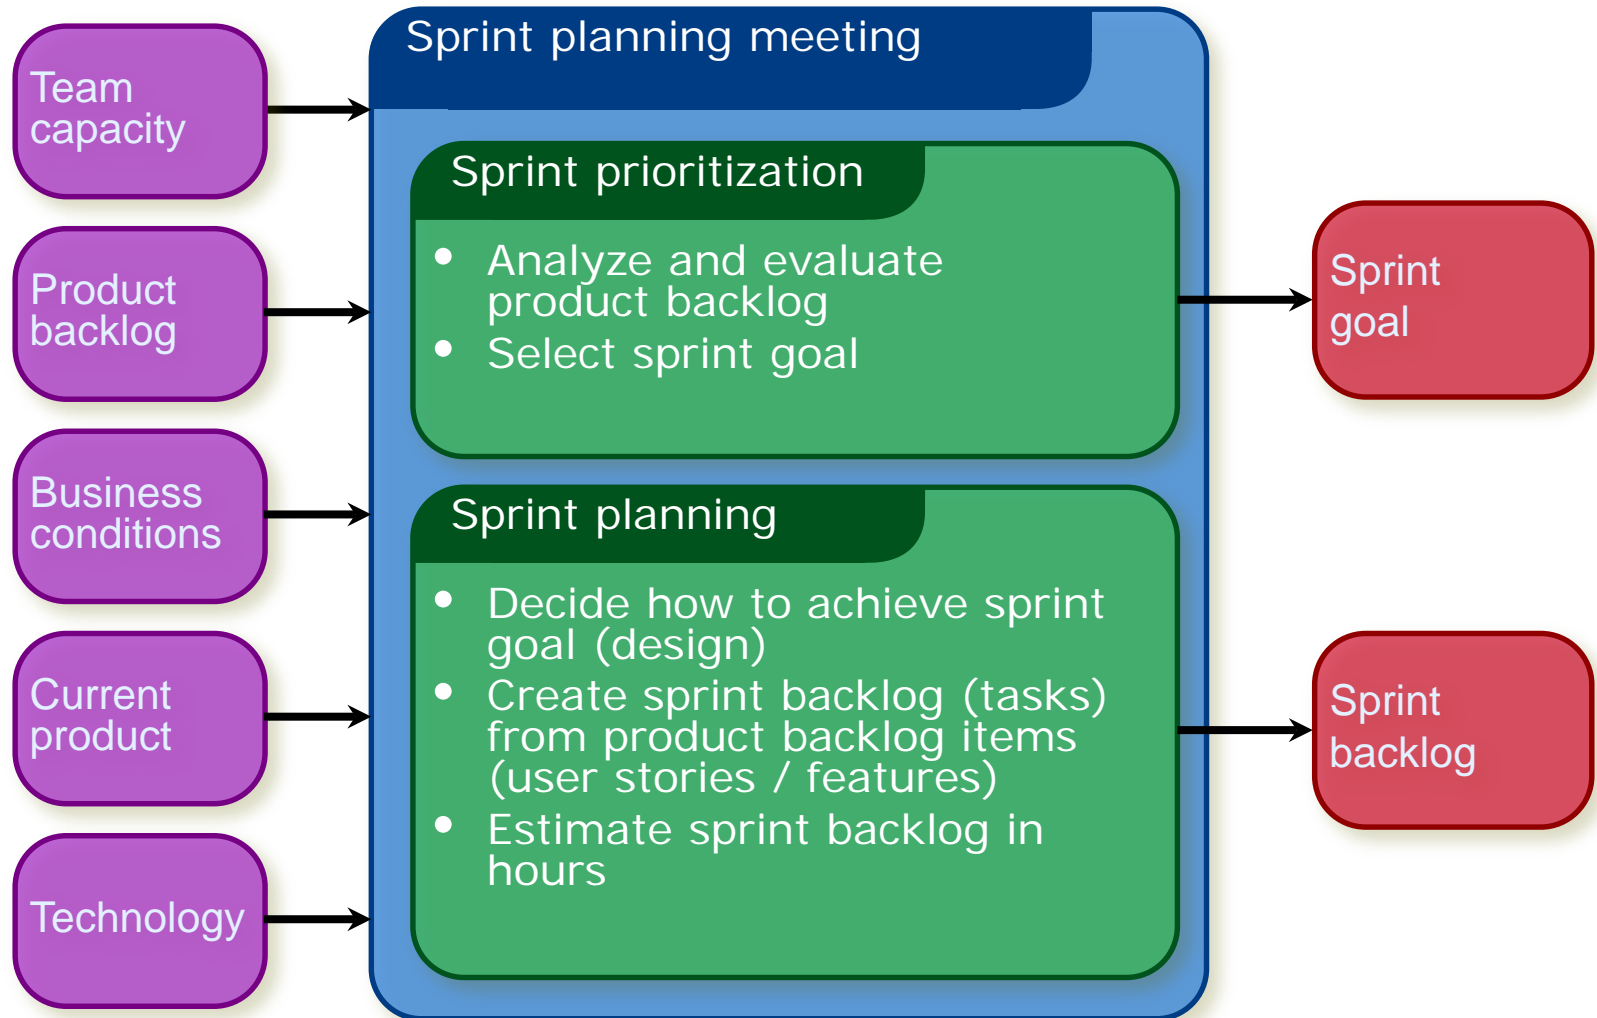 Team
capacity
Product
backlog
Business
conditions
Current
product
Technology
Sprint planning meeting
Sprint prioritization
• Analyze and evaluate
product backlog
• Select sprint goal
Sprint planning
• Decide how to achieve sprint
goal (design)
• Create sprint backlog (tasks)
from product backlog items
(user stories / features)
• Estimate sprint backlog in
hours
Sprint
goal
Sprint
backlog